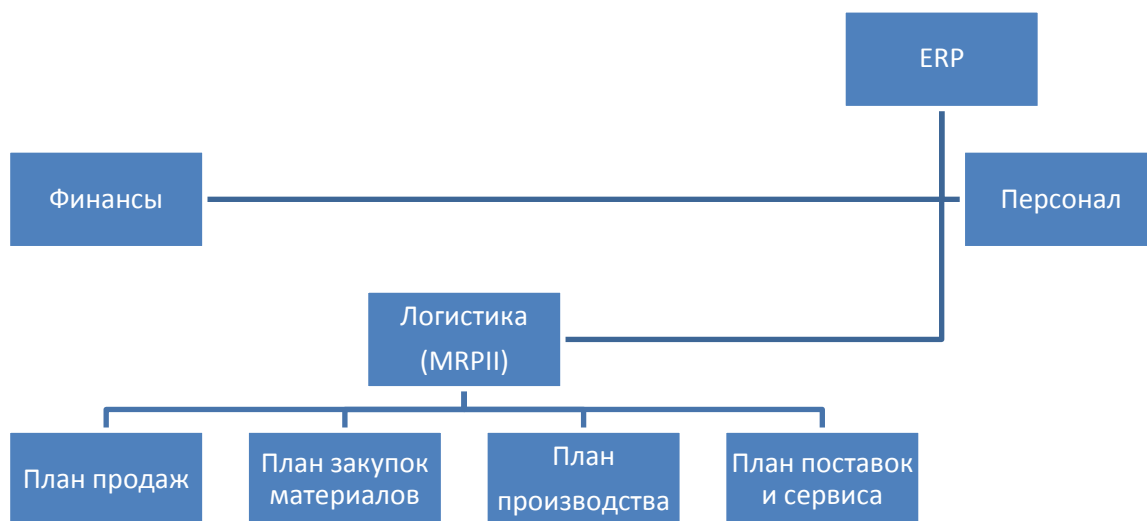 ERP
Финансы
Персонал
Логистика
(MRPII)
План продаж
План закупок
материалов
План
производства
План поставок
и сервиса